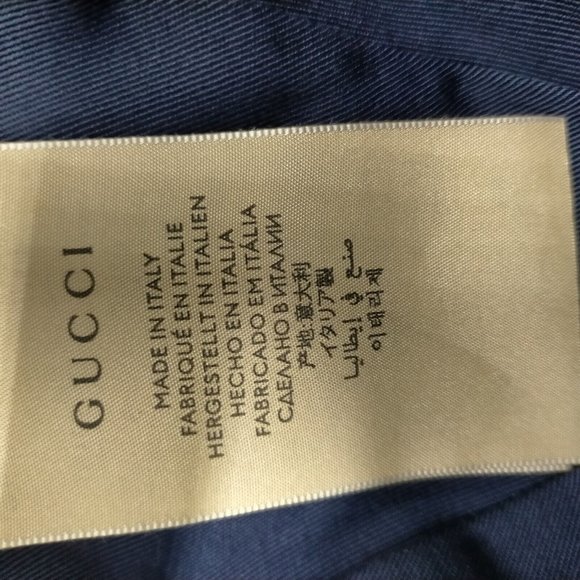 GUCCI
MADE IN ITALY
FABRIQUÉ EN ITALIE
HERGESTELLT IN ITALIEN
HECHO EN ITALIA
FABRICADO EM ITÁLIA
СДЕЛАНО В ИТАЛИИ
产地:意大利
イタリア製
صنع في إيطاليا
이태리제